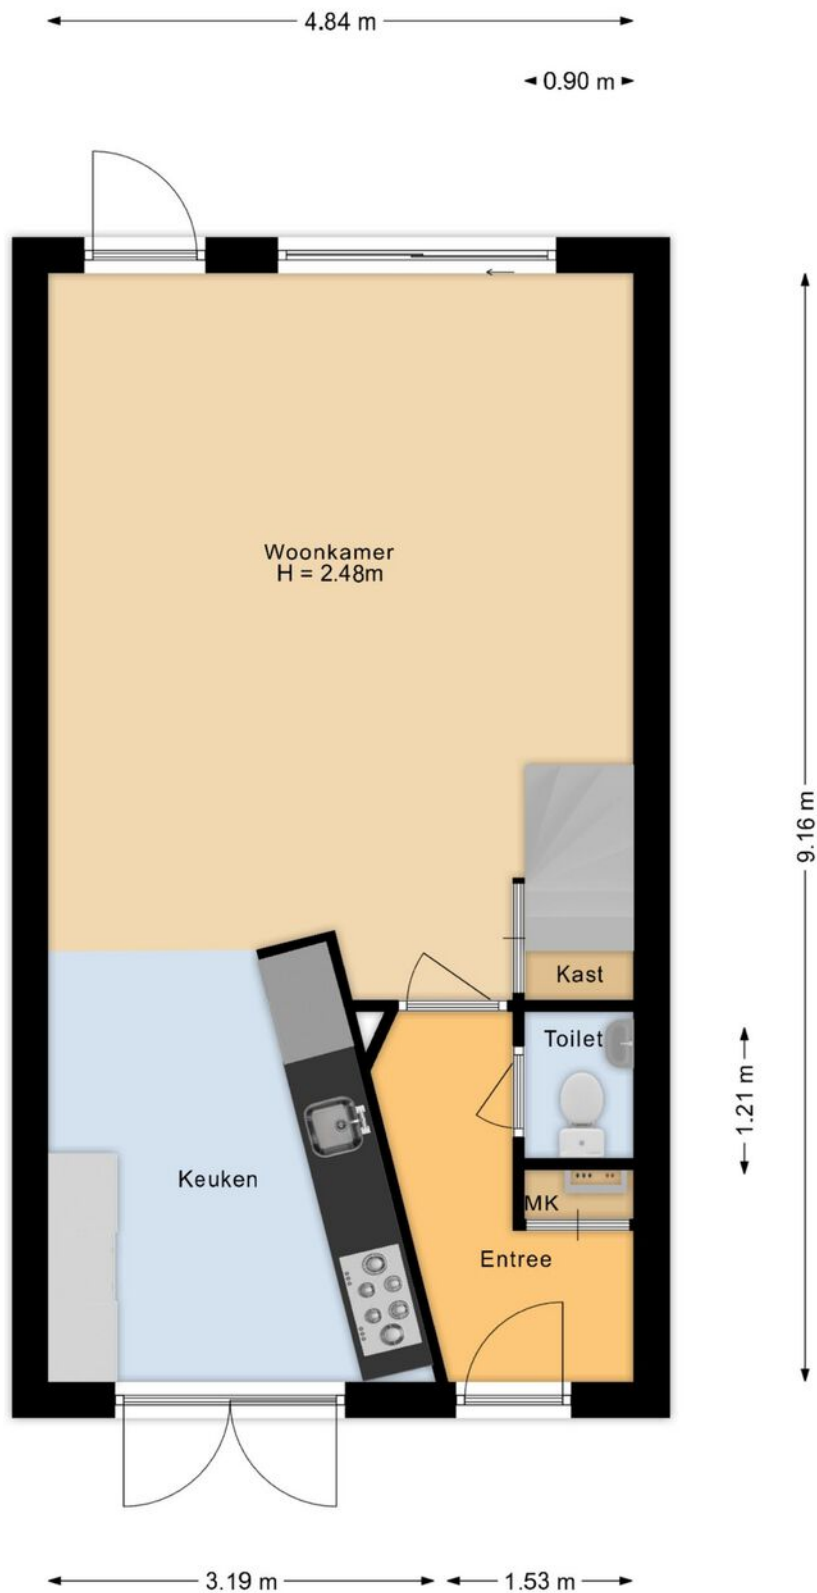 4.84 m
0.90 m
Woonkamer
H = 2.48m
9.16 m
Kast
Toilet
1.21 m
Keuken
MK
Entree
3.19 m
1.53 m